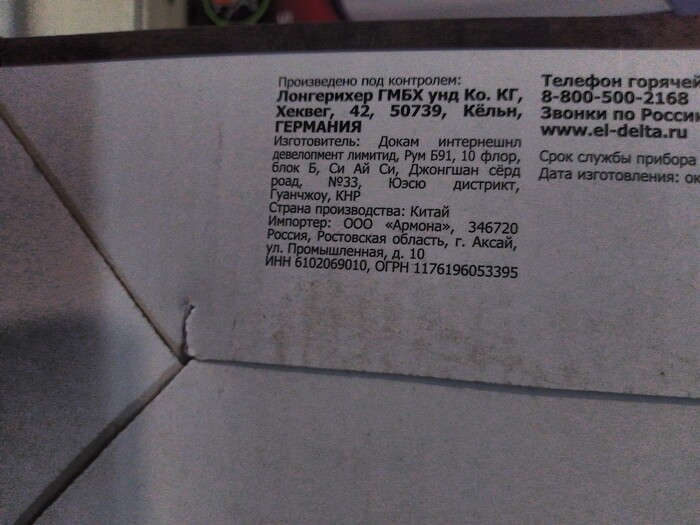 Произведено под контролем:
Лонгерихер ГМБХ унд Ко. КГ,
Хеквег, 42, 50739, Кёльн,
ГЕРМАНИЯ
Изготовитель: Докам интернешнл
девелопмент лимитид, Рум Б91, 10 флор,
блок Б, Си Ай Си, Джонгшан сёрд
роад, №33, Юэсю дистрикт,
Гуанчжоу, КНР
Страна производства: Китай
Импортер: ООО «Армона», 346720
Россия, Ростовская область, г. Аксай,
ул. Промышленная, д. 10
ИНН 6102069010, ОГРН 1176196053395
Телефон горячей
8-800-500-2168
Звонки по России
www.el-delta.ru
Срок службы прибора
Дата изготовления: ок